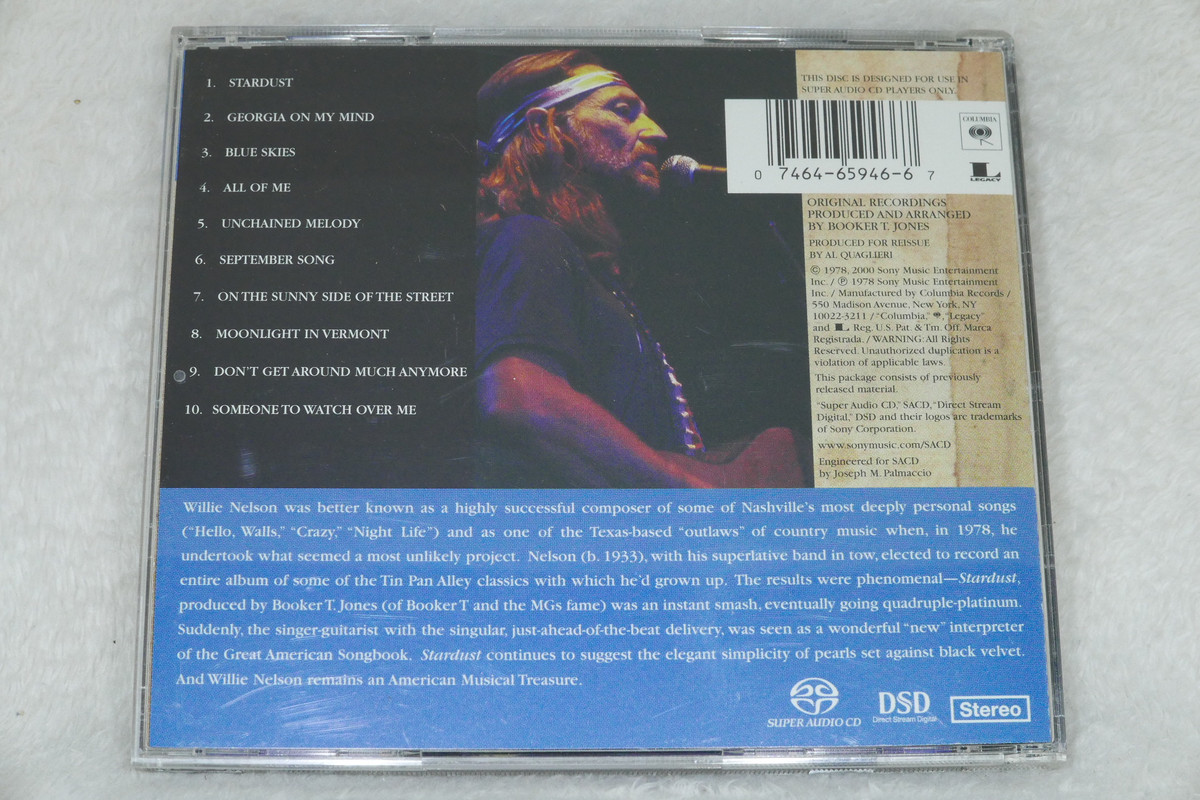 1. STARDUST
2. GEORGIA ON MY MIND
3. BLUE SKIES
4. ALL OF ME
5. UNCHAINED MELODY
6. SEPTEMBER SONG
7. ON THE SUNNY SIDE OF THE STREET
8. MOONLIGHT IN VERMONT
9. DON'T GET AROUND MUCH ANYMORE
10. SOMEONE TO WATCH OVER ME
THIS DISC IS DESIGNED FOR USE IN
SUPER AUDIO CD PLAYERS ONLY.
0 7464-65946-6 7
COLUMBIA
LEGACY
ORIGINAL RECORDINGS
PRODUCED AND ARRANGED
BY BOOKER T. JONES
PRODUCED FOR REISSUE
BY AL QUAGLIERI
© 1978, 2000 Sony Music Entertainment
Inc. / ℗ 1978 Sony Music Entertainment
Inc. / Manufactured by Columbia Records /
550 Madison Avenue, New York, NY
10022-3211 / "Columbia," "Legacy"
and L Reg. U.S. Pat. & Tm. Off. Marca
Registrada. / WARNING: All Rights
Reserved. Unauthorized duplication is a
violation of applicable laws.
This package consists of previously
released material.
"Super Audio CD," SACD, "Direct Stream
Digital," DSD and their logos are trademarks
of Sony Corporation.
www.sonymusic.com/SACD
Engineered for SACD
by Joseph M. Palmaccio
Willie Nelson was better known as a highly successful composer of some of Nashville's most deeply personal songs
("Hello, Walls," "Crazy," "Night Life") and as one of the Texas-based "outlaws" of country music when, in 1978, he
undertook what seemed a most unlikely project. Nelson (b. 1933), with his superlative band in tow, elected to record an
entire album of some of the Tin Pan Alley classics with which he'd grown up. The results were phenomenal—Stardust,
produced by Booker T. Jones (of Booker T and the MGs fame) was an instant smash, eventually going quadruple-platinum.
Suddenly, the singer-guitarist with the singular, just-ahead-of-the-beat delivery, was seen as a wonderful "new" interpreter
of the Great American Songbook. Stardust continues to suggest the elegant simplicity of pearls set against black velvet.
And Willie Nelson remains an American Musical Treasure.
SUPER AUDIO CD
DSD
Direct Stream Digital
Stereo